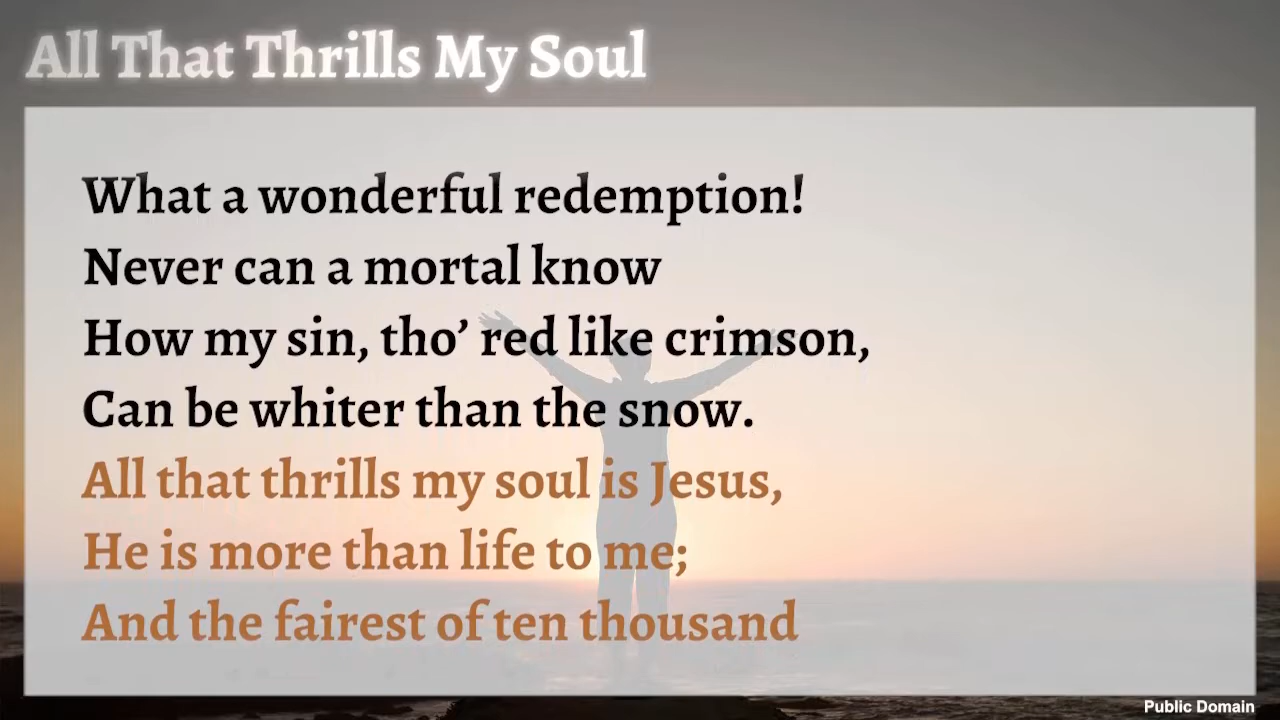 All That Thrills My Soul
What a wonderful redemption!
Never can a mortal know
How my sin, tho’ red like crimson,
Can be whiter than the snow.
All that thrills my soul is Jesus,
He is more than life to me;
And the fairest of ten thousand
Public Domain